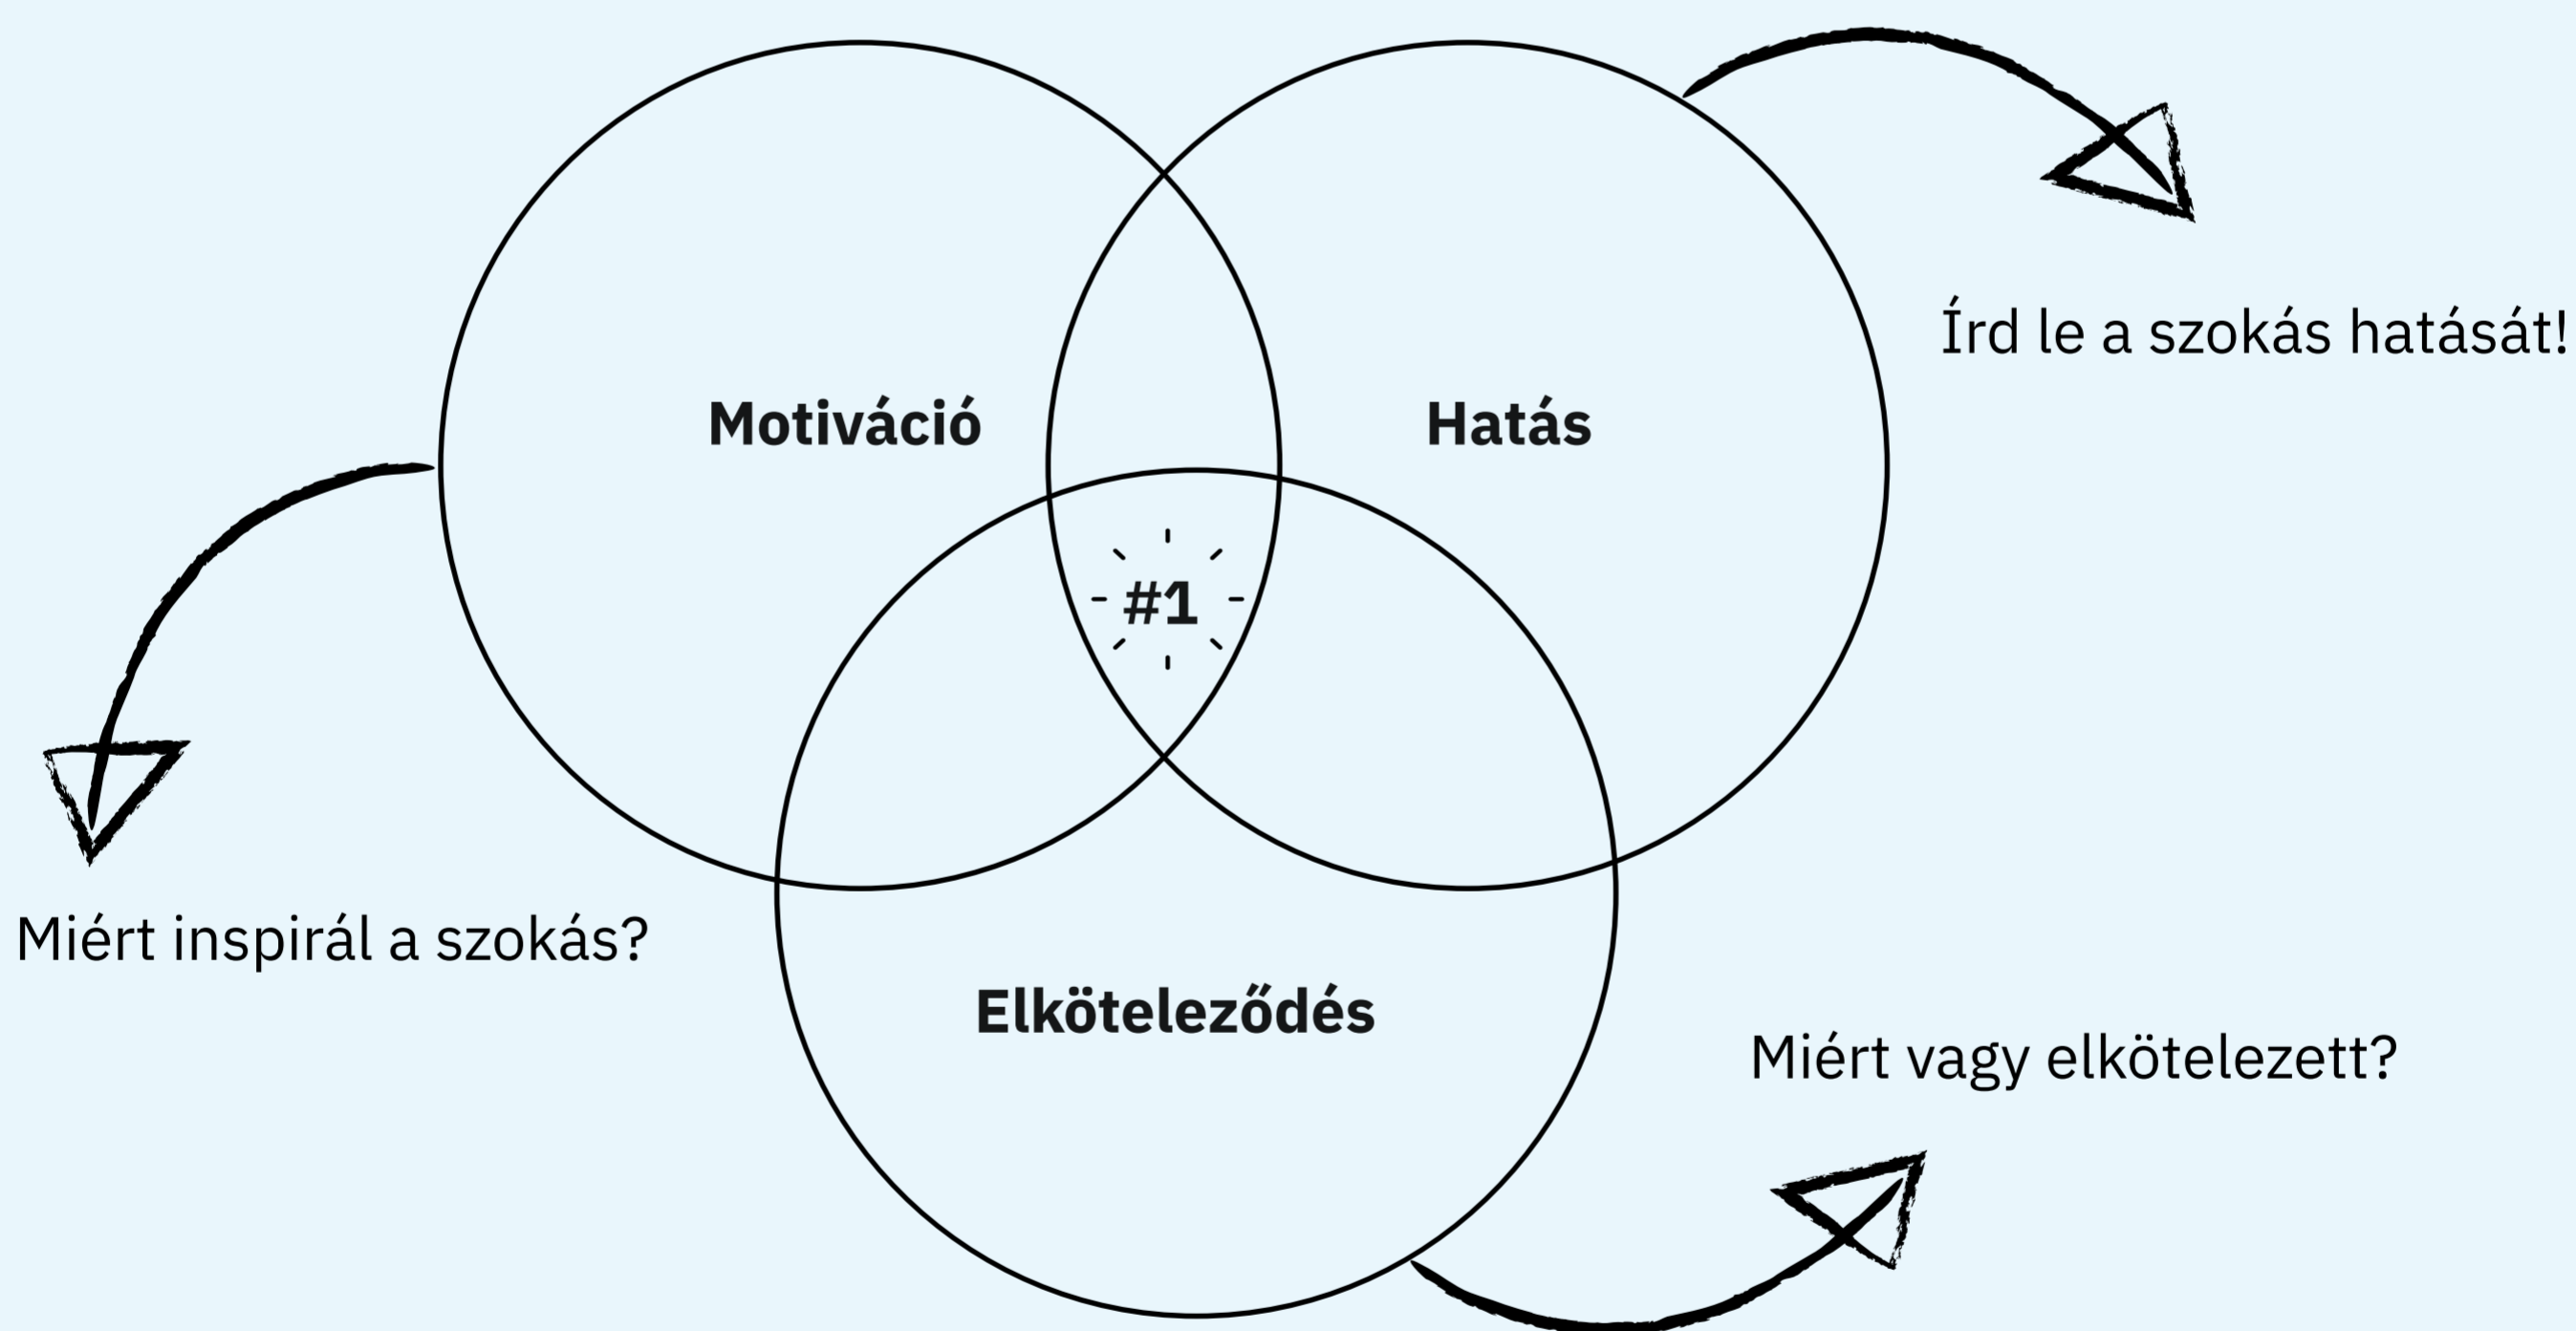 Írd le a szokás hatását!
Motiváció
Hatás
#1
Miért inspirál a szokás?
Elköteleződés
Miért vagy elkötelezett?